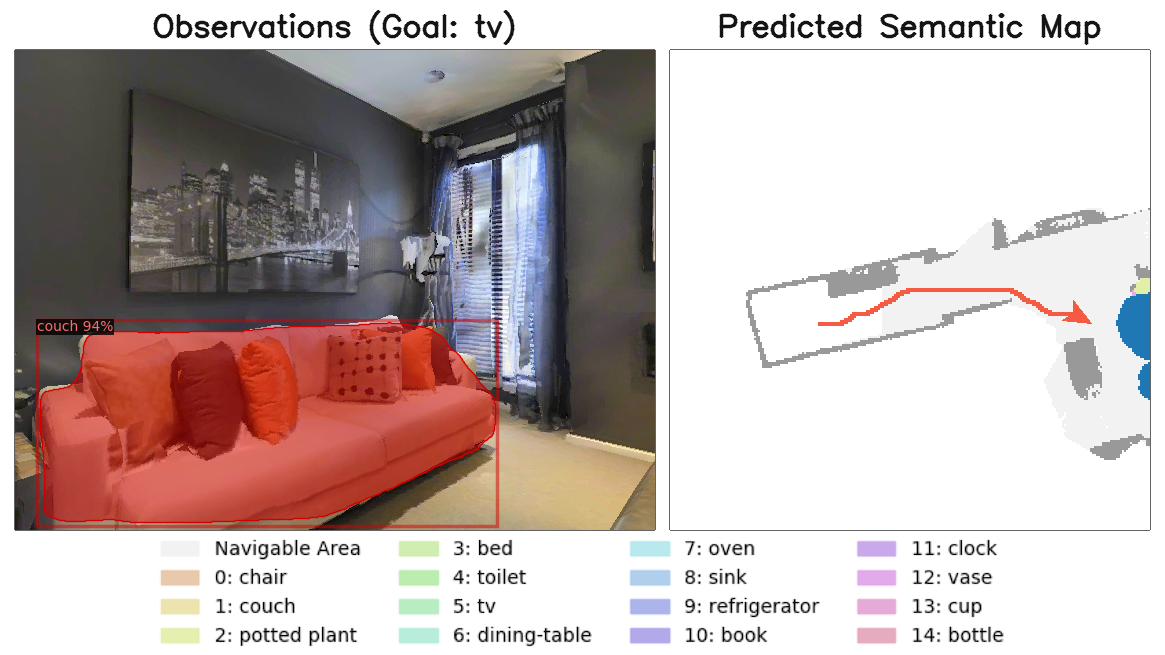 Observations (Goal: tv)
Predicted Semantic Map
couch 94%
Navigable Area
0: chair
1: couch
2: potted plant
3: bed
4: toilet
5: tv
6: dining-table
7: oven
8: sink
9: refrigerator
10: book
11: clock
12: vase
13: cup
14: bottle